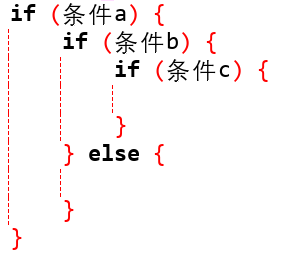 if (条件a) {
if (条件b) {
if (条件c) {
}
} else {
}
}